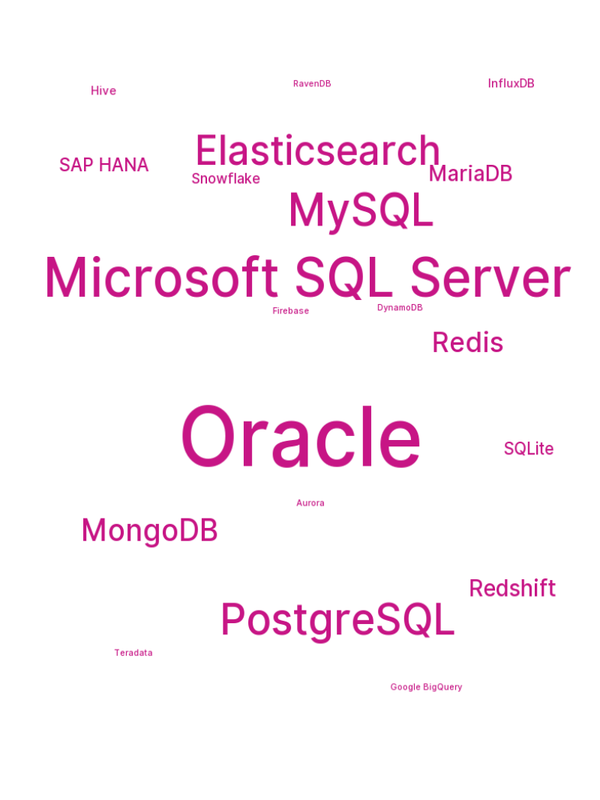 RavenDB
InfluxDB
Hive
Elasticsearch
SAP HANA
MariaDB
Snowflake
MySQL
Microsoft SQL Server
DynamoDB
Firebase
Redis
Oracle
SQLite
Aurora
MongoDB
Redshift
PostgreSQL
Teradata
Google BigQuery